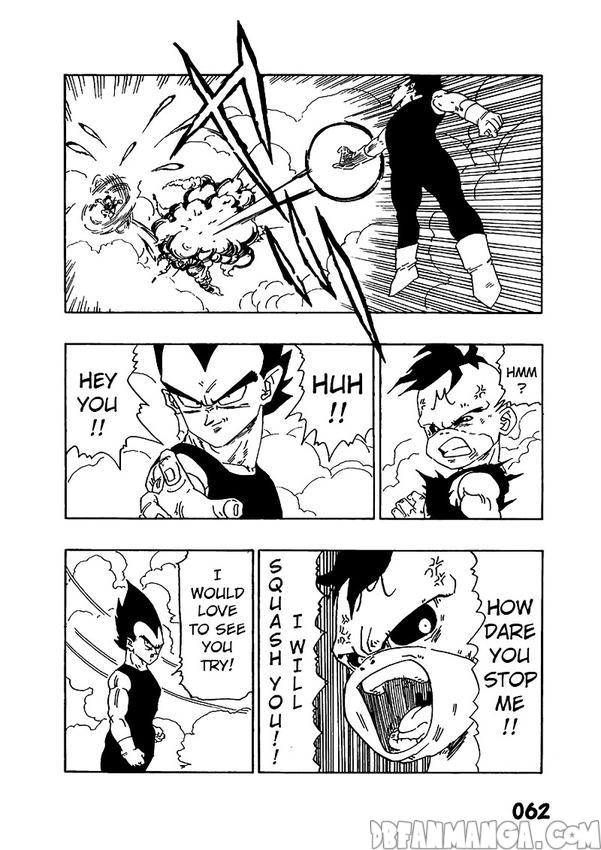 HMM
?
HUH
!!
HEY
YOU
!!
HOW
DARE
YOU
STOP
ME
!!
I WILL
SQUASH YOU!!
I
WOULD
LOVE
TO SEE
YOU
TRY!
062
DBFANMANGA.COM